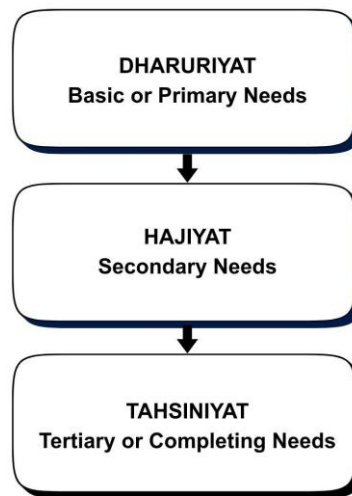 DHARURIYAT
Basic or Primary Needs
HAJIYAT
Secondary Needs
TAHSINIYAT
Tertiary or Completing Needs